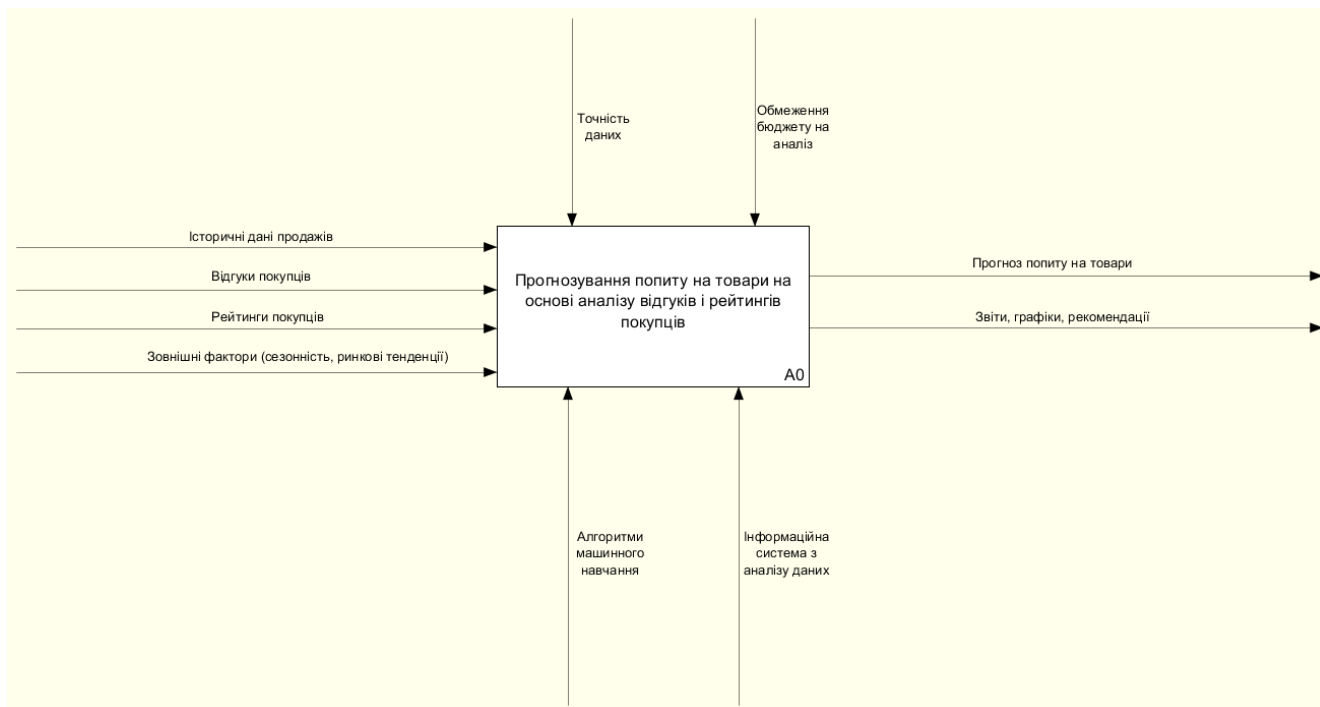 Точність
даних
Обмеження
бюджету на
аналіз
Історичні дані продажів
Відгуки покупців
Рейтинги покупців
Зовнішні фактори (сезонність, ринкові тенденції)
Прогнозування попиту на товари на
основі аналізу відгуків і рейтингів
покупців
A0
Прогноз попиту на товари
Звіти, графіки, рекомендації
Алгоритми
машинного
навчання
Інформаційна
система з
аналізу даних